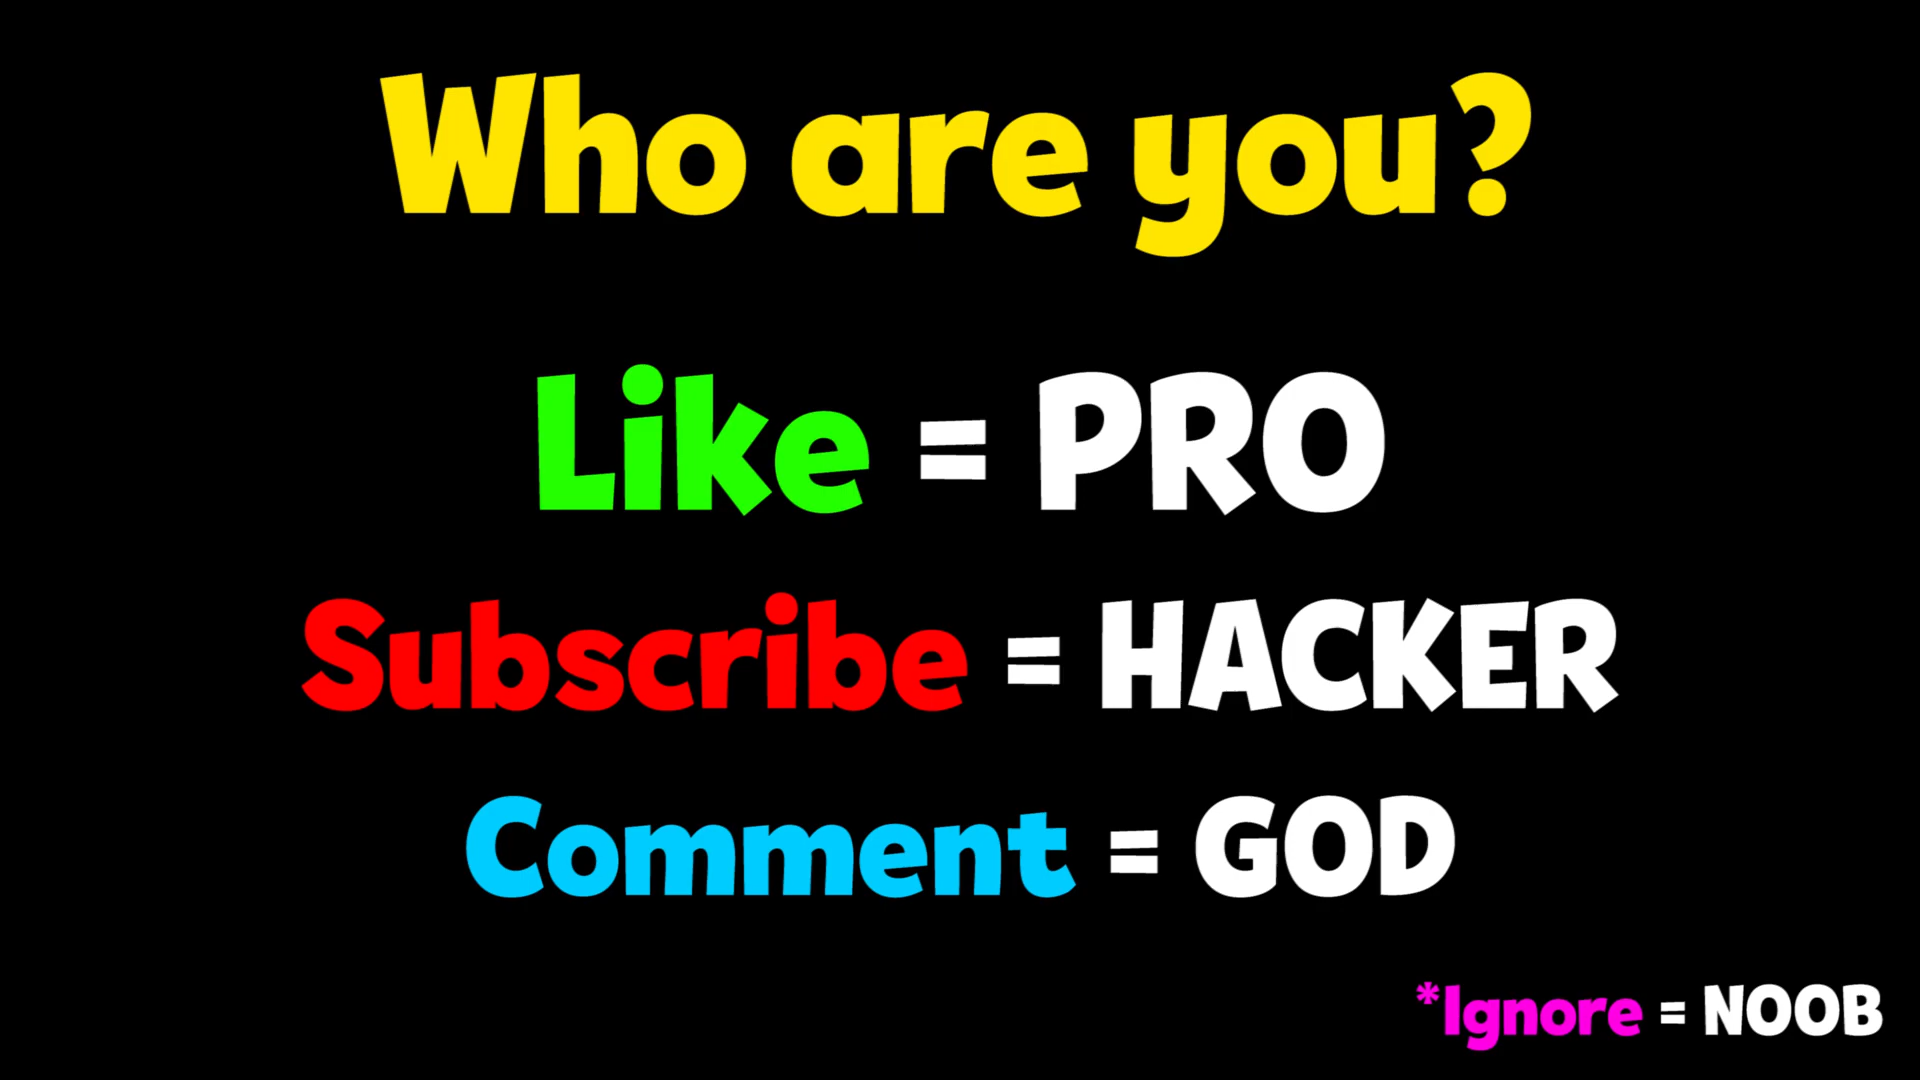 Who are you?
Like = PRO
Subscribe = HACKER
Comment = GOD
*Ignore = NOOB